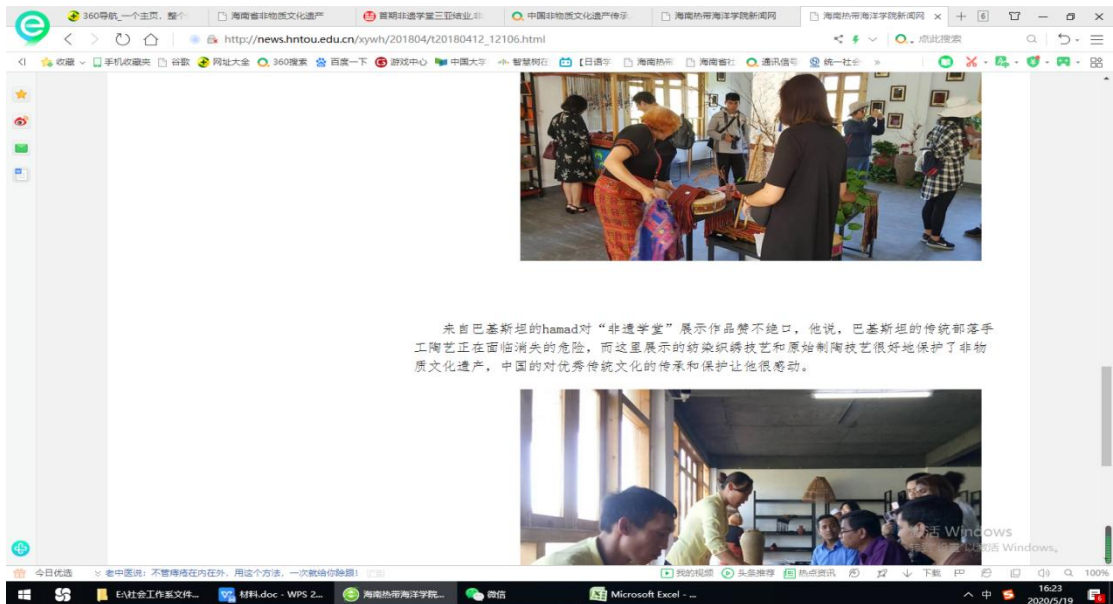 360导航_一个主页，整个
海南省非物质文化遗产
首期非遗学堂三亚结业,非
中国非物质文化遗产传承
海南热带海洋学院新闻网
海南热带海洋学院新闻网
6
http://news.hntou.edu.cn/xywh/201804/t20180412_12106.html
点此搜索
收藏
手机收藏夹
谷歌
网址大全
360搜索
百度一下
游戏中心
中国大学
智慧树在
【日语学
海南热带
海南省社
通讯信号
统一社会
来自巴基斯坦的hamad对“非遗学堂”展示作品赞不绝口，他说，巴基斯坦的传统部落手
工陶艺正在面临消失的危险，而这里展示的纺染织绣技艺和原始制陶技艺很好地保护了非物
质文化遗产，中国的对优秀传统文化的传承和保护让他很感动。
今日优选
老中医说：不管痔疮在内在外，用这个方法，一次就给你除跟！
我的视频
头条推荐
热点资讯
下载
100%
E:\社会工作系文件...
材料.doc - WPS 2...
海南热带海洋学院...
微信
Microsoft Excel - ...
中
16:23
2020/5/19